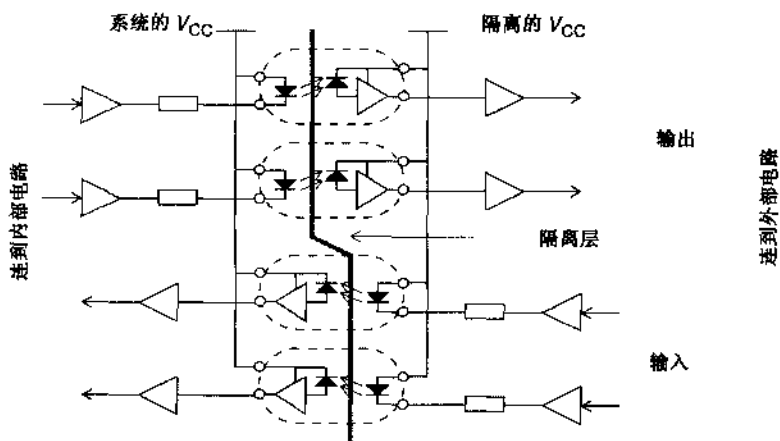 系统的 VCC
隔离的 VCC
输出
连到内部电路
连到外部电路
隔离层
输入